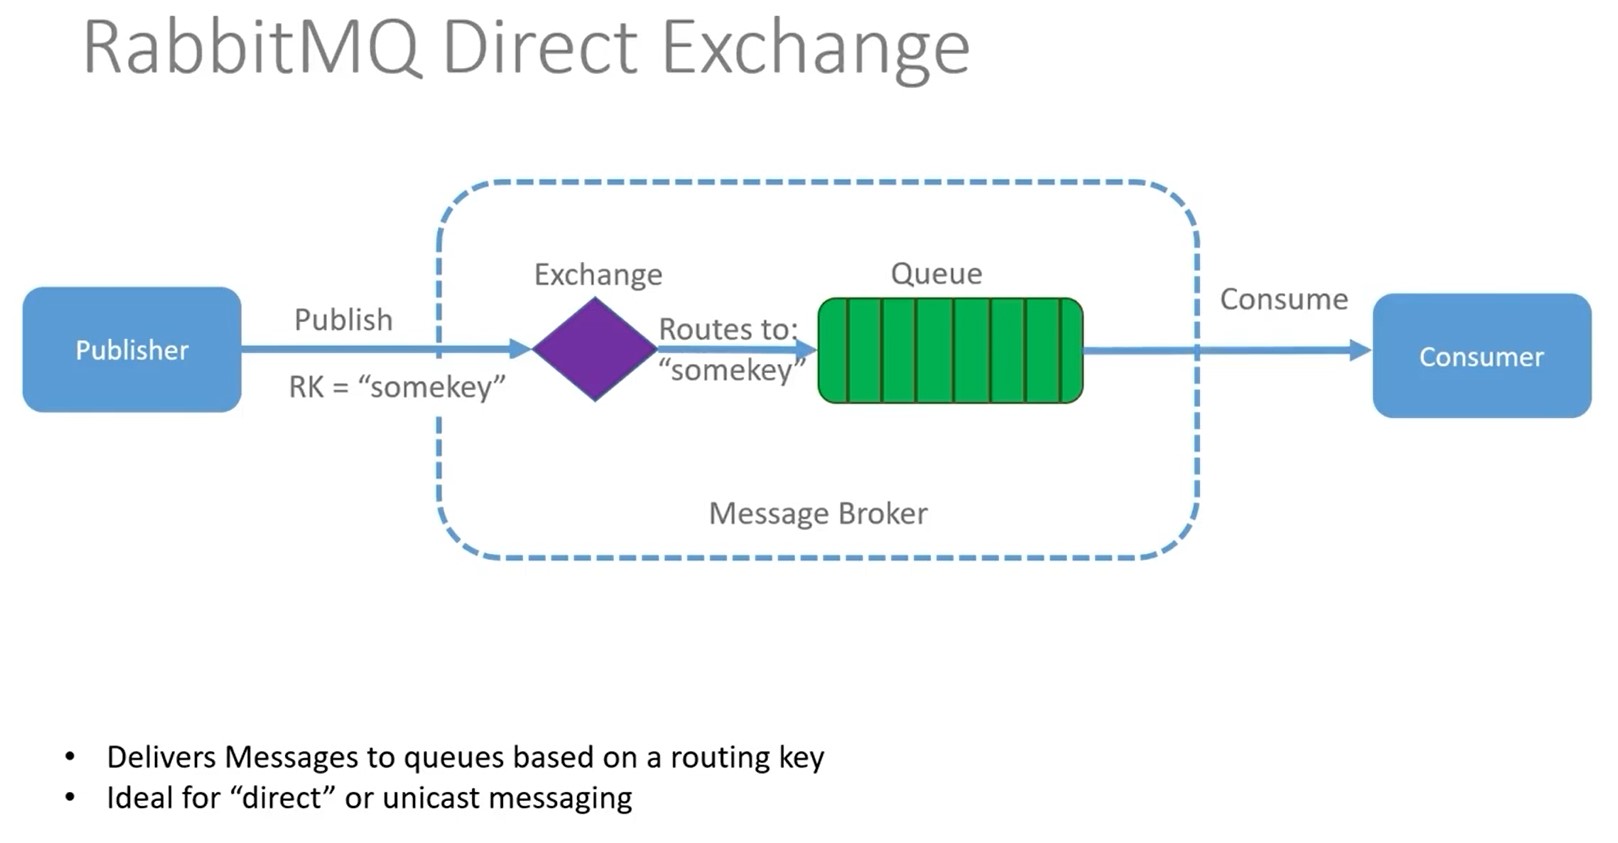 RabbitMQ Direct Exchange
Exchange
Queue
Publisher
Publish
RK = “somekey”
Routes to:
“somekey”
Consume
Consumer
Message Broker
• Delivers Messages to queues based on a routing key
• Ideal for “direct” or unicast messaging